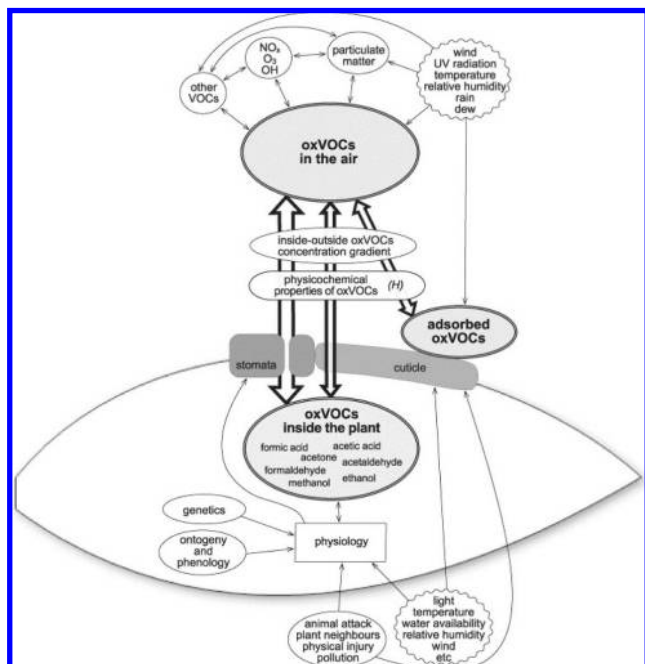 NOₓ
O₃
OH
particulate
matter
other
VOCs
wind
UV radiation
temperature
relative humidity
rain
dew
oxVOCs
in the air
inside-outside oxVOCs
concentration gradient
physicochemical
properties of oxVOCs (H)
adsorbed
oxVOCs
stomata
cuticle
oxVOCs
inside the plant
formic acid acetic acid
acetone
formaldehyde acetaldehyde
methanol ethanol
genetics
ontogeny
and
phenology
physiology
animal attack
plant neighbours
physical injury
pollution
light
temperature
water availability
relative humidity
wind
etc